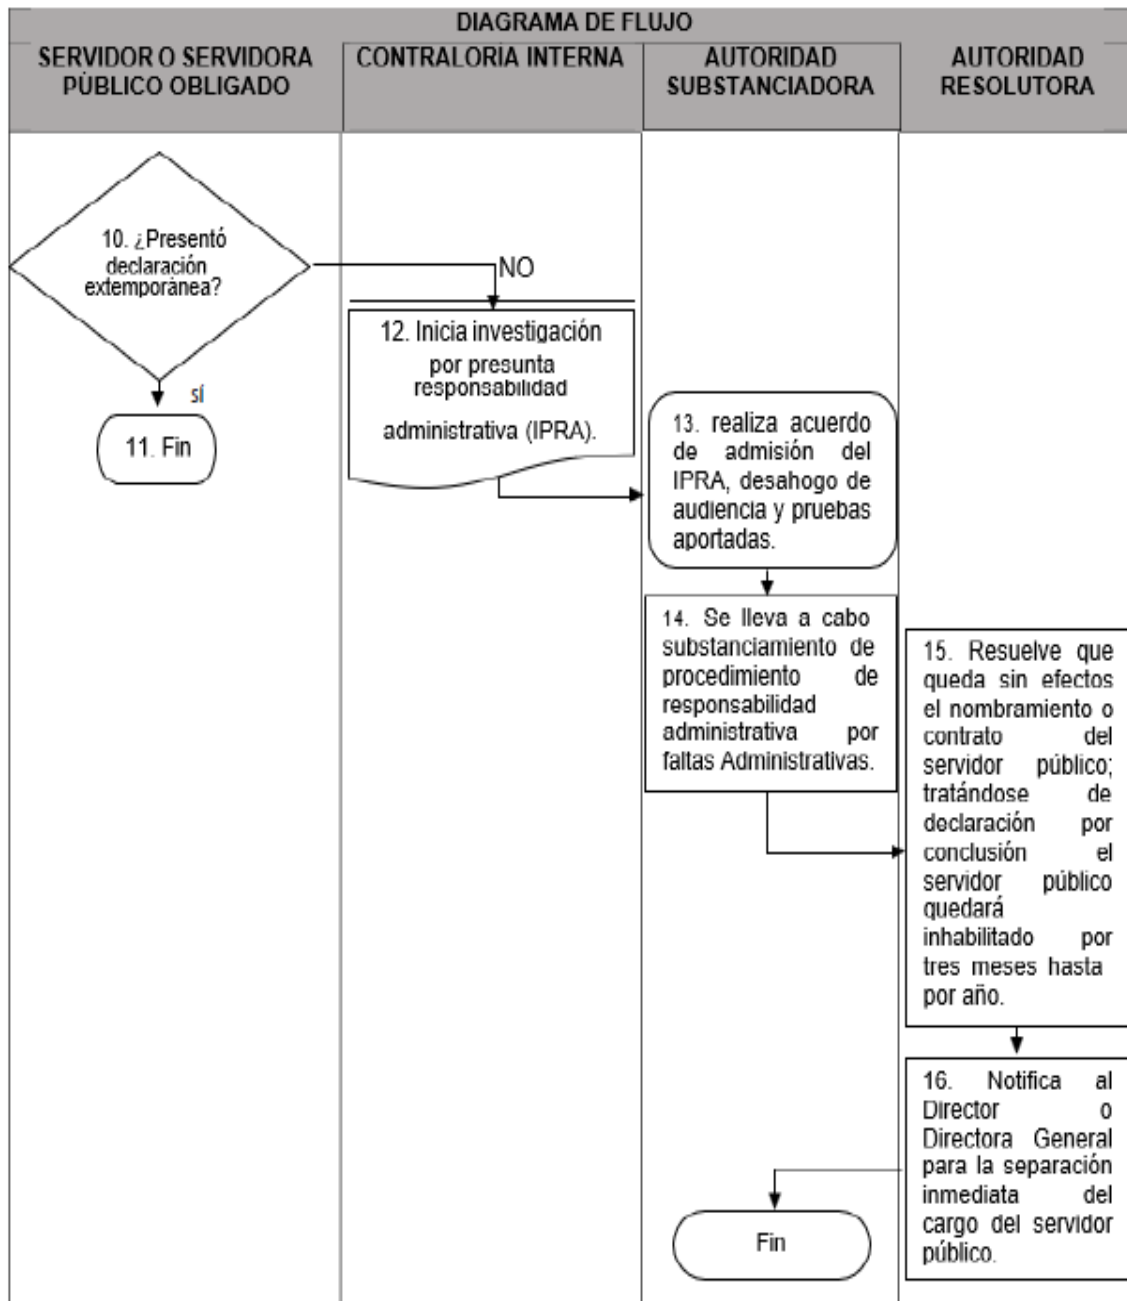 DIAGRAMA DE FLUJO
SERVIDOR O SERVIDORA
PÚBLICO OBLIGADO
CONTRALORÍA INTERNA
AUTORIDAD
SUBSTANCIADORA
AUTORIDAD
RESOLUTORA
10. ¿Presentó
declaración
extemporánea?
NO
sí
11. Fin
12. Inicia investigación
por presunta
responsabilidad
administrativa (IPRA).
13. realiza acuerdo
de admisión del
IPRA, desahogo de
audiencia y pruebas
aportadas.
14. Se lleva a cabo
substanciamiento de
procedimiento de
responsabilidad
administrativa por
faltas Administrativas.
15. Resuelve que
queda sin efectos
el nombramiento o
contrato del
servidor público;
tratándose de
declaración por
conclusión el
servidor público
quedará
inhabilitado por
tres meses hasta
por año.
16. Notifica al
Director o
Directora General
para la separación
inmediata del
cargo del servidor
público.
Fin